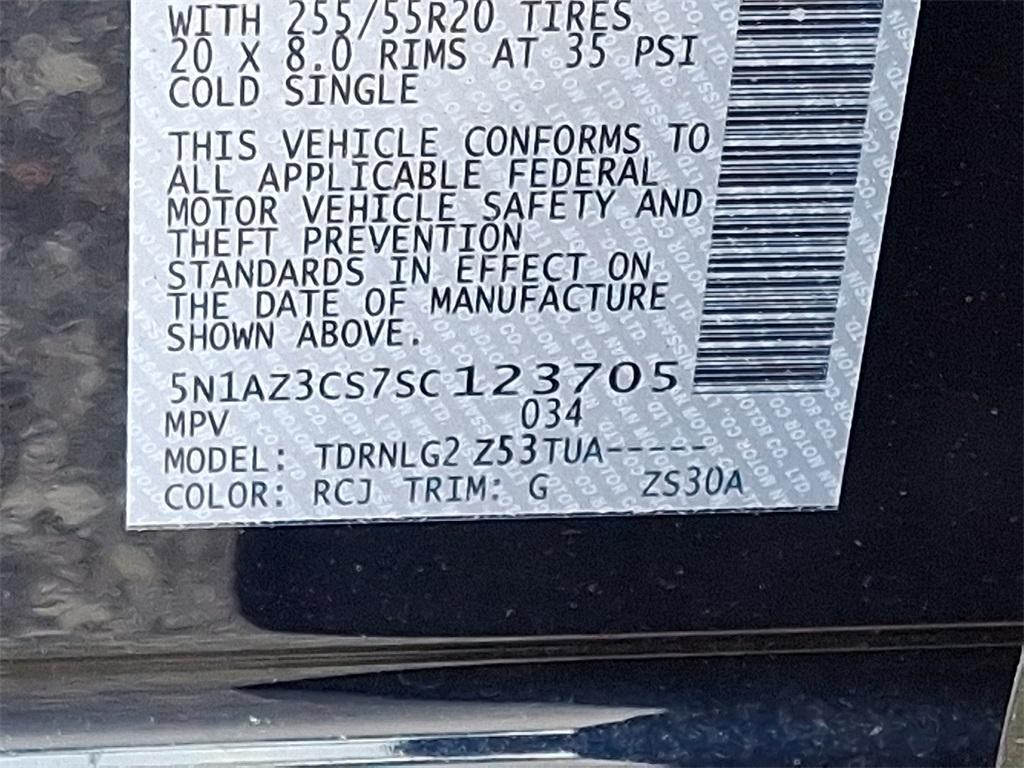 WITH 255/55R20 TIRES
20 X 8.0 RIMS AT 35 PSI
COLD SINGLE
THIS VEHICLE CONFORMS TO
ALL APPLICABLE FEDERAL
MOTOR VEHICLE SAFETY AND
THEFT PREVENTION
STANDARDS IN EFFECT ON
THE DATE OF MANUFACTURE
SHOWN ABOVE.
5N1AZ3CS7SC123705
MPV 034
MODEL: TDRNLG2 Z53TUA-----
COLOR: RCJ TRIM: G ZS30A